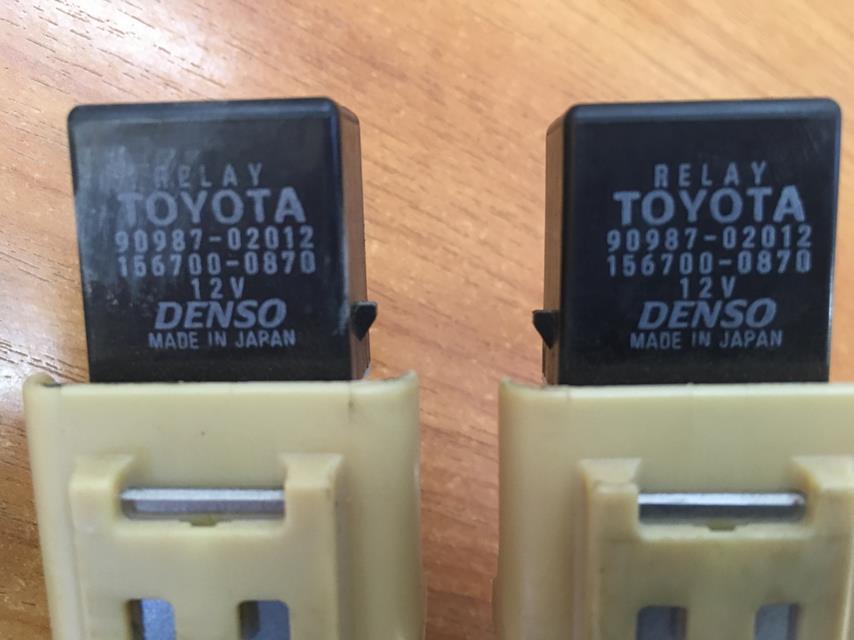 RELAY
TOYOTA
90987-02012
156700-0870
12V
DENSO
MADE IN JAPAN
RELAY
TOYOTA
90987-02012
156700-0870
12V
DENSO
MADE IN JAPAN